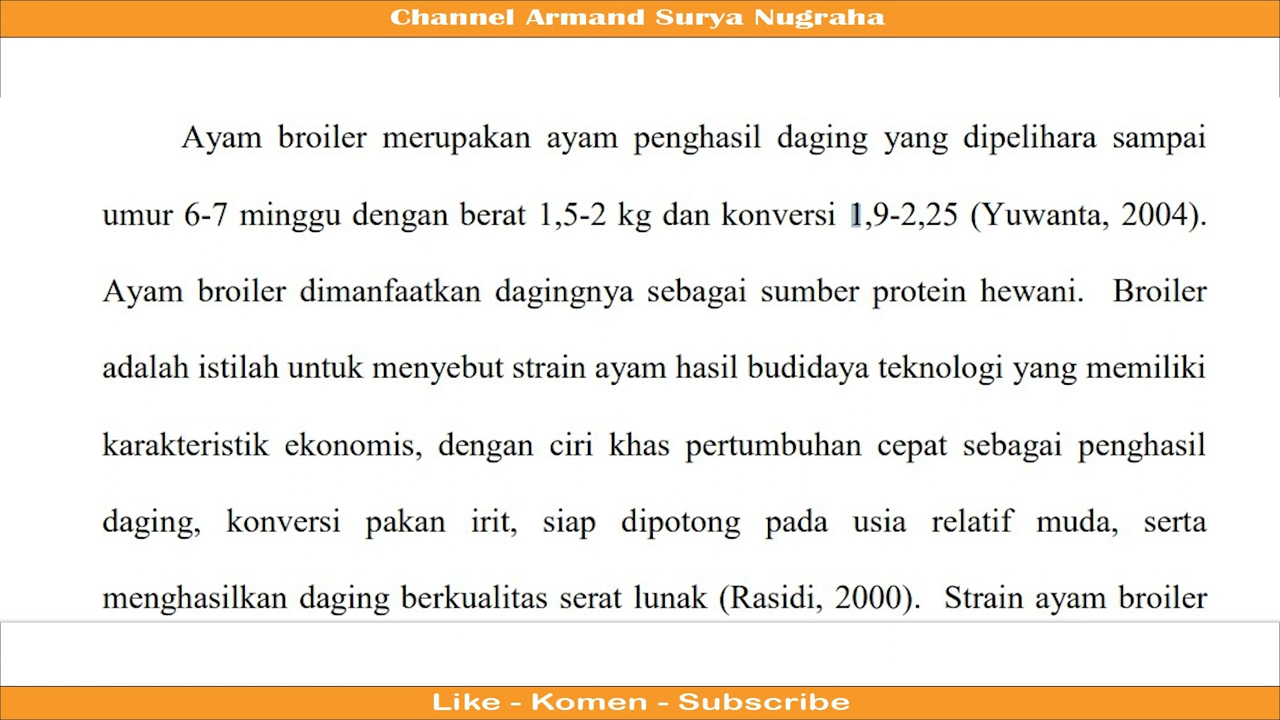 Channel Armand Surya Nugraha
Ayam broiler merupakan ayam penghasil daging yang dipelihara sampai
umur 6-7 minggu dengan berat 1,5-2 kg dan konversi 1,9-2,25 (Yuwanta, 2004).
Ayam broiler dimanfaatkan dagingnya sebagai sumber protein hewani. Broiler
adalah istilah untuk menyebut strain ayam hasil budidaya teknologi yang memiliki
karakteristik ekonomis, dengan ciri khas pertumbuhan cepat sebagai penghasil
daging, konversi pakan irit, siap dipotong pada usia relatif muda, serta
menghasilkan daging berkualitas serat lunak (Rasidi, 2000). Strain ayam broiler
Like - Komen - Subscribe